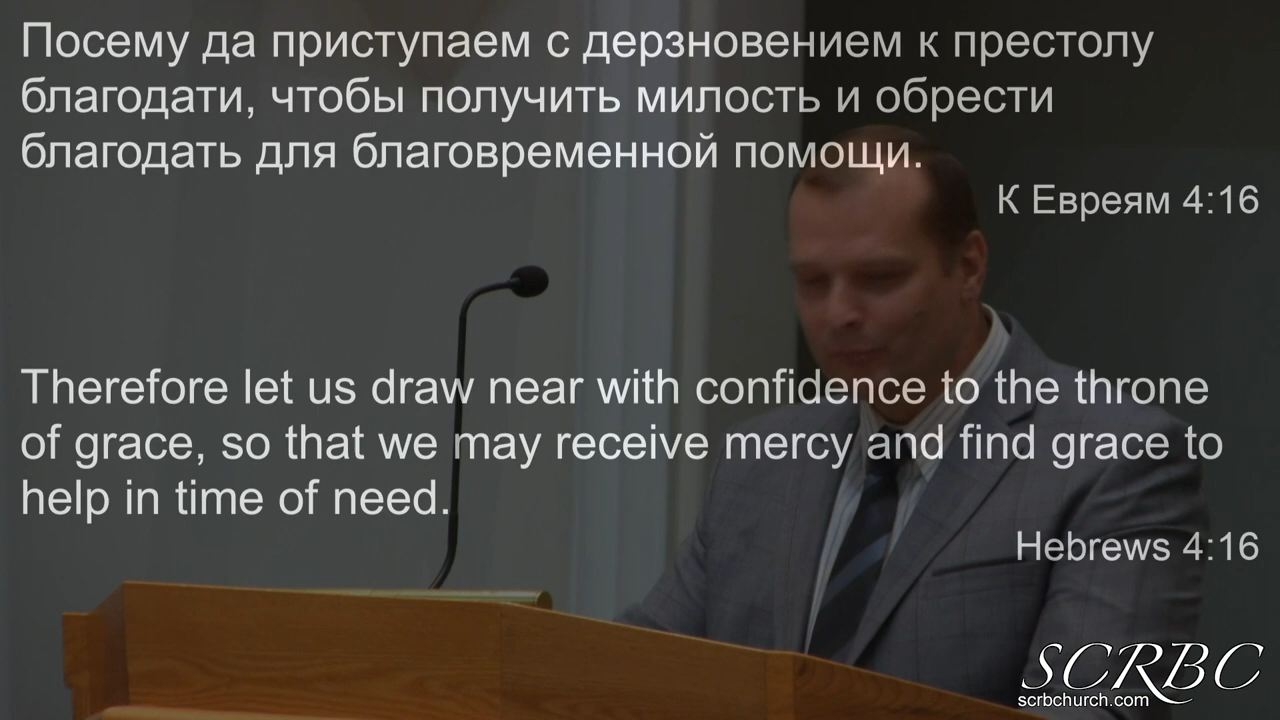 Посему да приступаем с дерзновением к престолу
благодати, чтобы получить милость и обрести
благодать для благовременной помощи.
К Евреям 4:16
Therefore let us draw near with confidence to the throne
of grace, so that we may receive mercy and find grace to
help in time of need.
Hebrews 4:16
SCRBC
scrbchurch.com